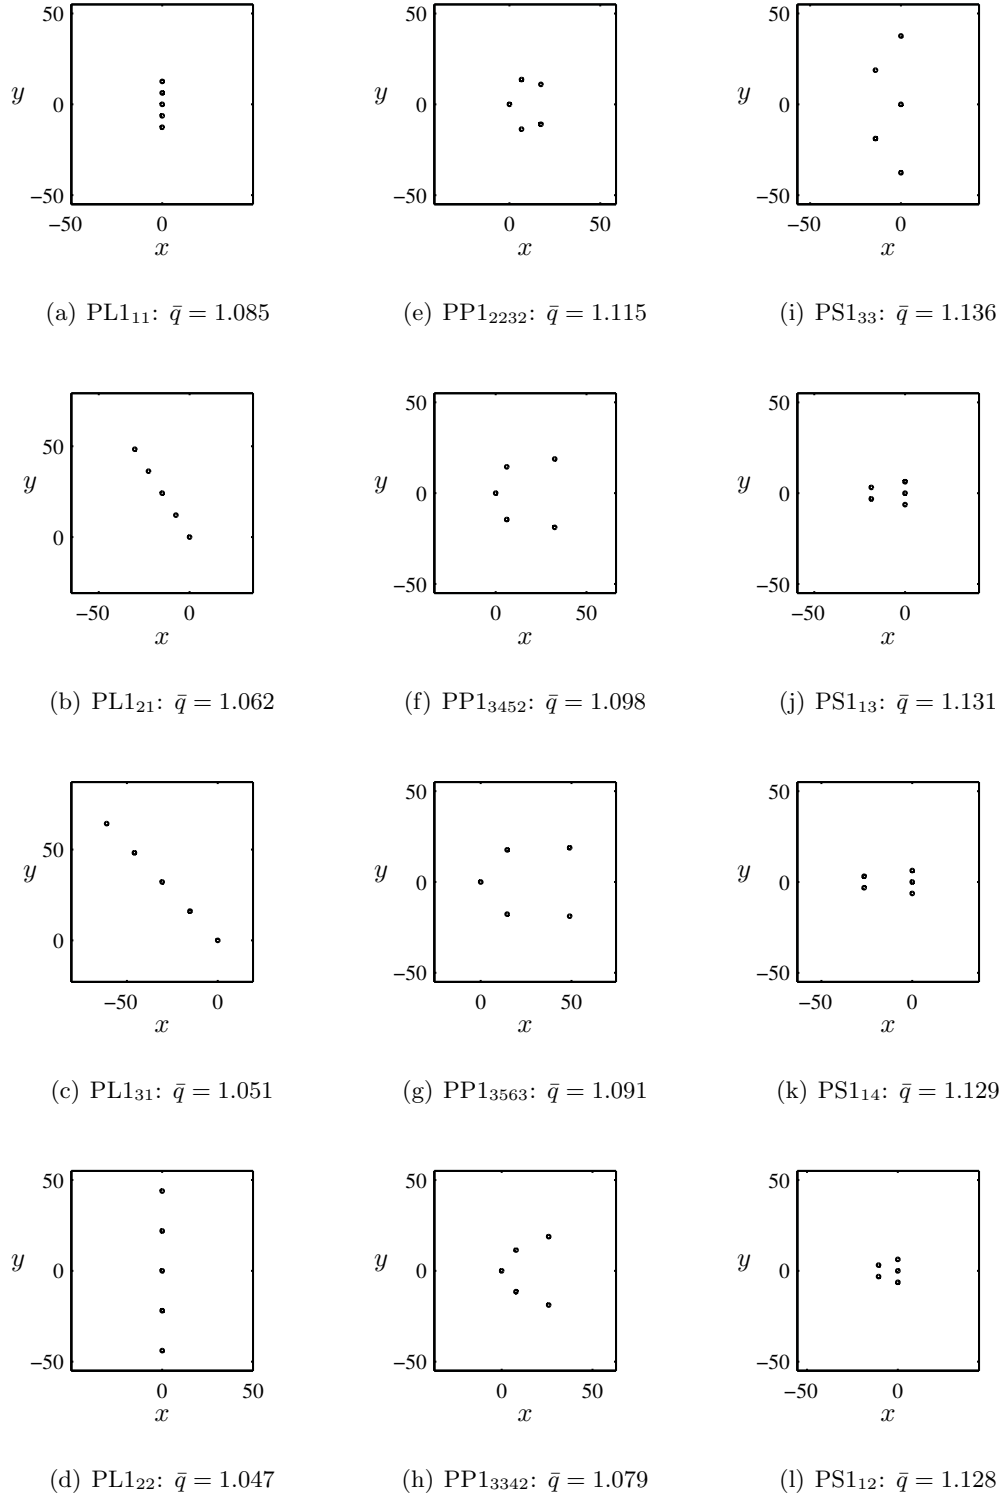 50 50 50
y 0 y 0 y 0
−50 −50 −50
−50 0 50 0 50 −50 0
x x x
(a) PL1₁₁: q̄ = 1.085 (e) PP1₂₂₃₂: q̄ = 1.115 (i) PS1₃₃: q̄ = 1.136
50 50 50
y 0 y 0 y 0
−50 −50
−50 0 0 50 −50 0
x x x
(b) PL1₂₁: q̄ = 1.062 (f) PP1₃₄₅₂: q̄ = 1.098 (j) PS1₁₃: q̄ = 1.131
50 50 50
y 0 y 0 y 0
−50 −50
−50 0 0 50 −50 0
x x x
(c) PL1₃₁: q̄ = 1.051 (g) PP1₃₅₆₃: q̄ = 1.091 (k) PS1₁₄: q̄ = 1.129
50 50 50
y 0 y 0 y 0
−50 −50 −50
0 50 0 50 −50 0
x x x
(d) PL1₂₂: q̄ = 1.047 (h) PP1₃₃₄₂: q̄ = 1.079 (l) PS1₁₂: q̄ = 1.128